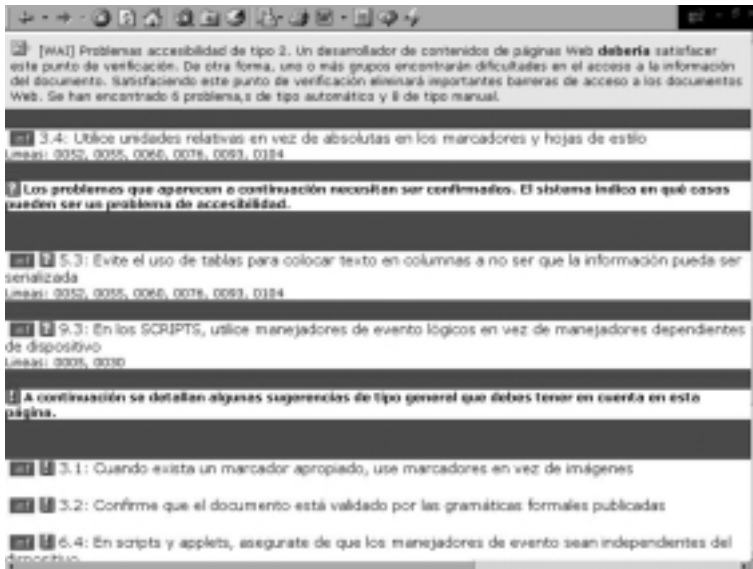 [WAI] Problemas accesibilidad de tipo 2. Un desarrollador de contenidos de páginas Web debería satisfacer
este punto de verificación. De otra forma, uno o más grupos encontrarán dificultades en el acceso a la información
del documento. Satisfaciendo este punto de verificación eliminará importantes barreras de acceso a los documentos
Web. Se han encontrado 6 problema,s de tipo automático y 8 de tipo manual.
3.4: Utilice unidades relativas en vez de absolutas en los marcadores y hojas de estilo
Lineas: 0052, 0055, 0060, 0076, 0093, 0104
? Los problemas que aparecen a continuación necesitan ser confirmados. El sistema indica en qué casos
pueden ser un problema de accesibilidad.
? 5.3: Evite el uso de tablas para colocar texto en columnas a no ser que la información pueda ser
serializada
Lineas: 0052, 0055, 0060, 0076, 0093, 0104
? 9.3: En los SCRIPTS, utilice manejadores de evento lógicos en vez de manejadores dependientes
de dispositivo
Lineas: 0005, 0030
! A continuación se detallan algunas sugerencias de tipo general que debes tener en cuenta en esta
página.
! 3.1: Cuando exista un marcador apropiado, use marcadores en vez de imágenes
! 3.2: Confirme que el documento está validado por las gramáticas formales publicadas
! 6.4: En scripts y applets, asegurate de que los manejadores de evento sean independientes del
dispositivo